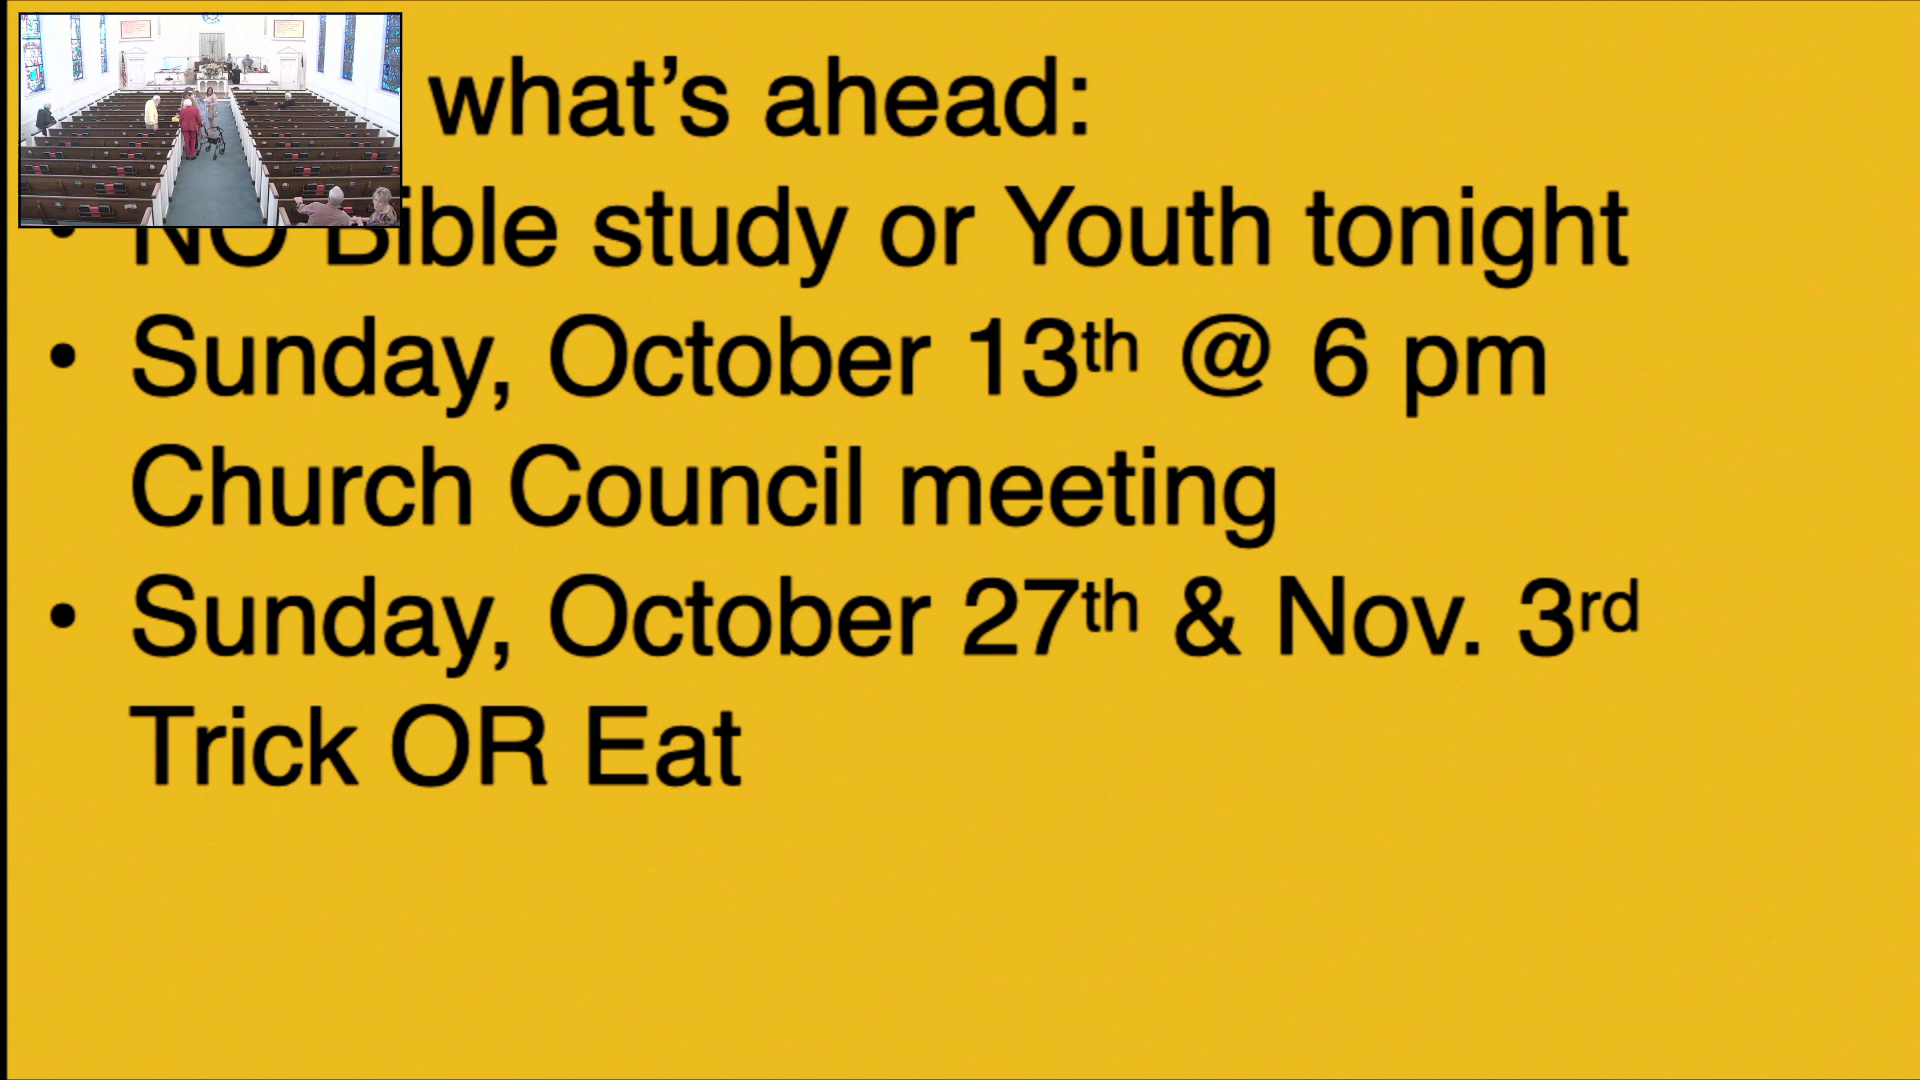 what's ahead:
• NO Bible study or Youth tonight
• Sunday, October 13th @ 6 pm
Church Council meeting
• Sunday, October 27th & Nov. 3rd
Trick OR Eat